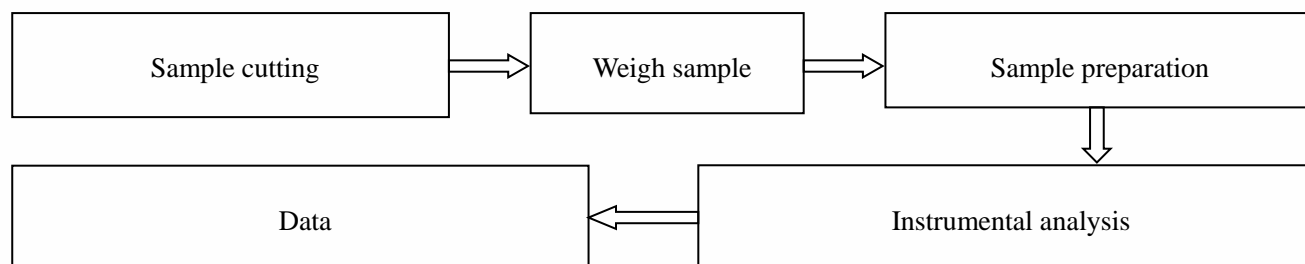 Sample cutting
Weigh sample
Sample preparation
Instrumental analysis
Data